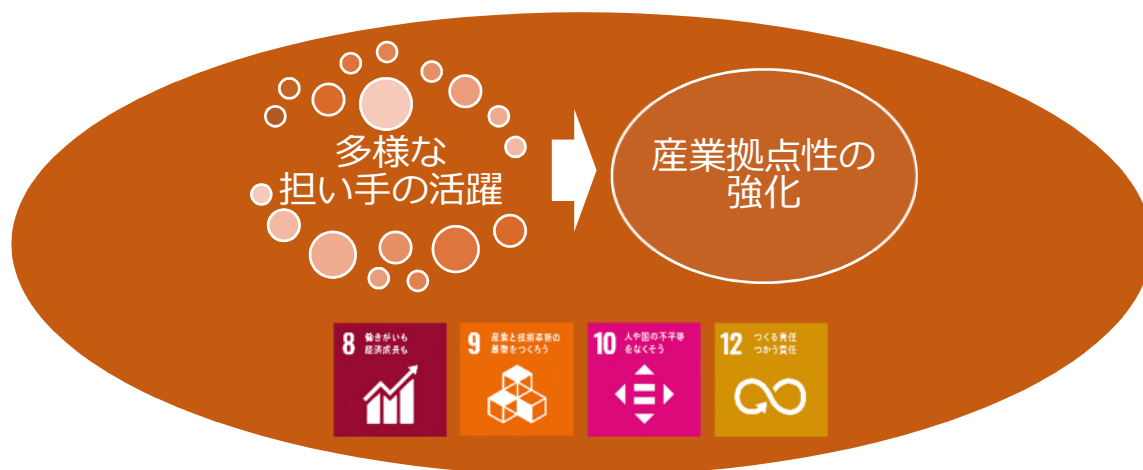 多様な
担い手の活躍
産業拠点性の
強化
8 働きがいも
経済成長も
9 産業と技術革新の
基盤をつくろう
10 人や国の不平等
をなくそう
12 つくる責任
つかう責任